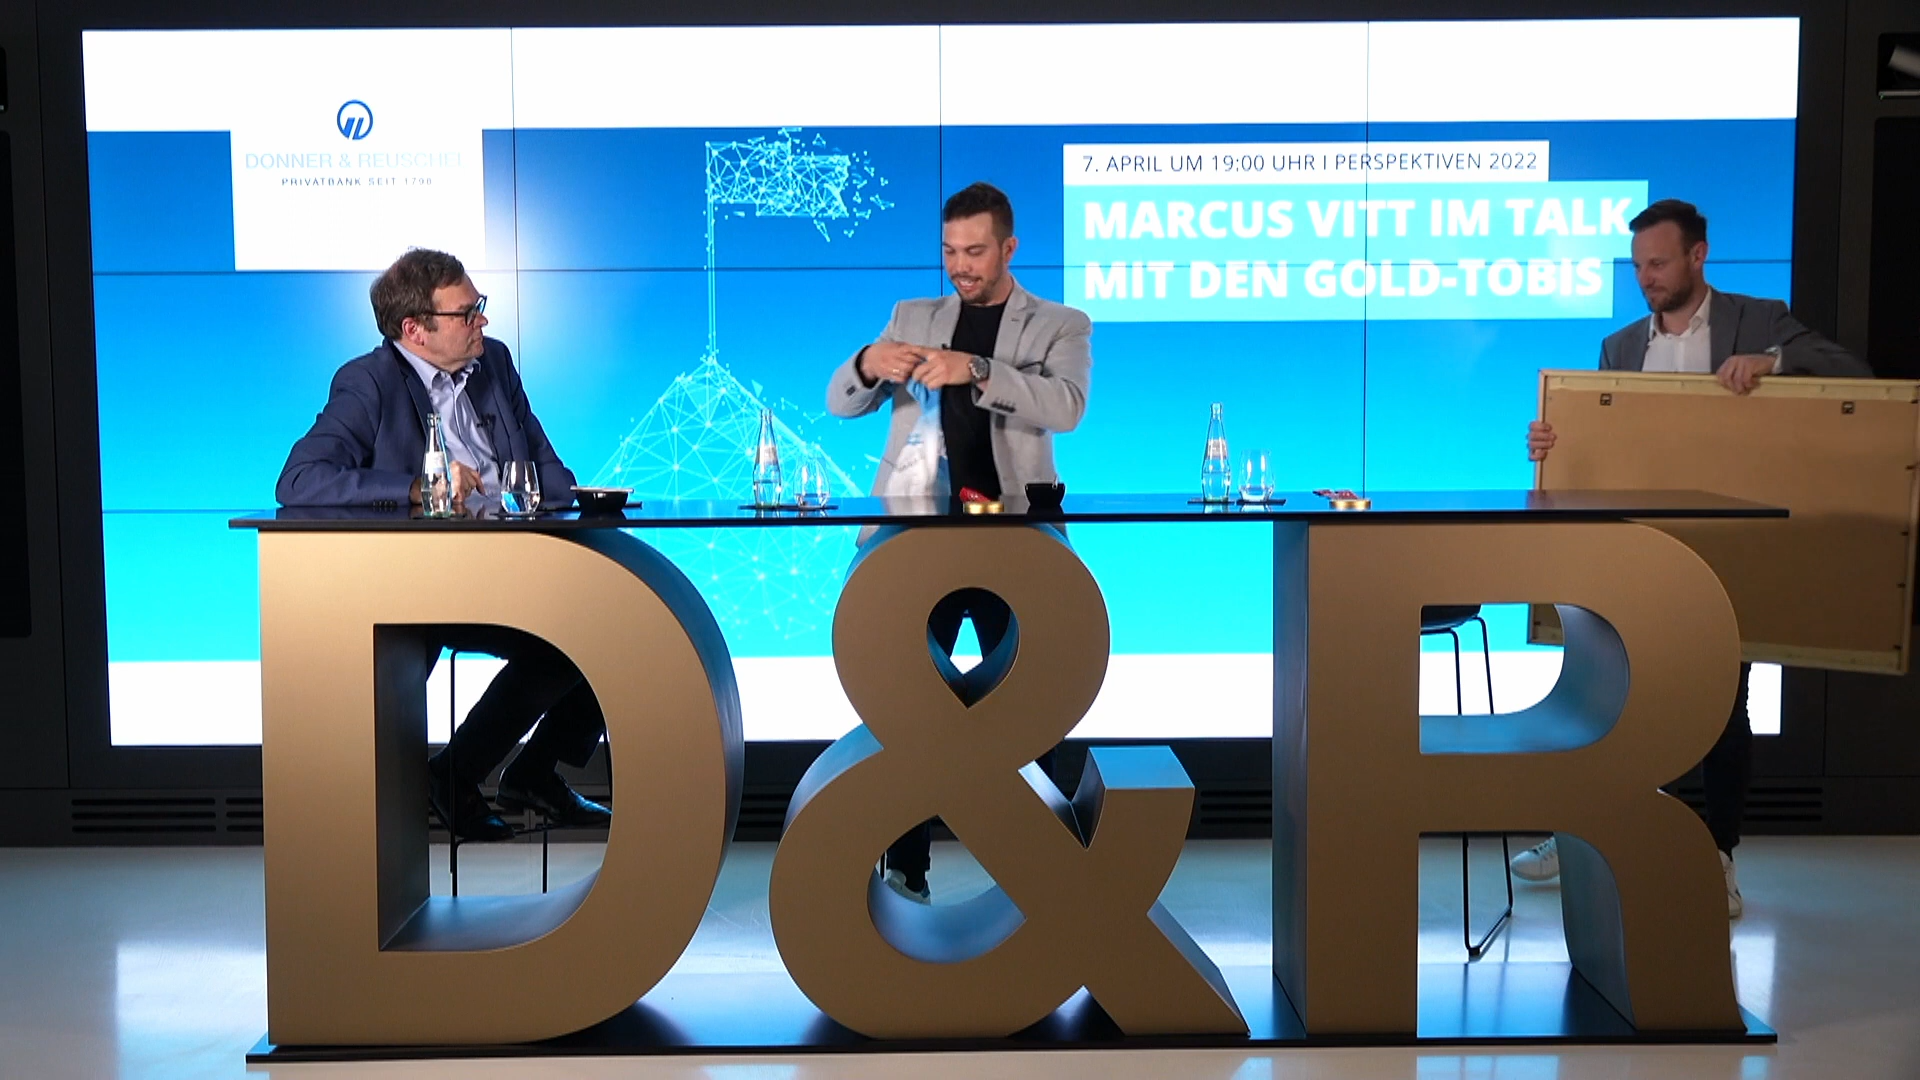 DONNER & REUSCHEL
PRIVATBANK SEIT 1798
7. APRIL UM 19:00 UHR I PERSPEKTIVEN 2022
MARCUS VITT IM TALK
MIT DEN GOLD-TOBIS
D&R